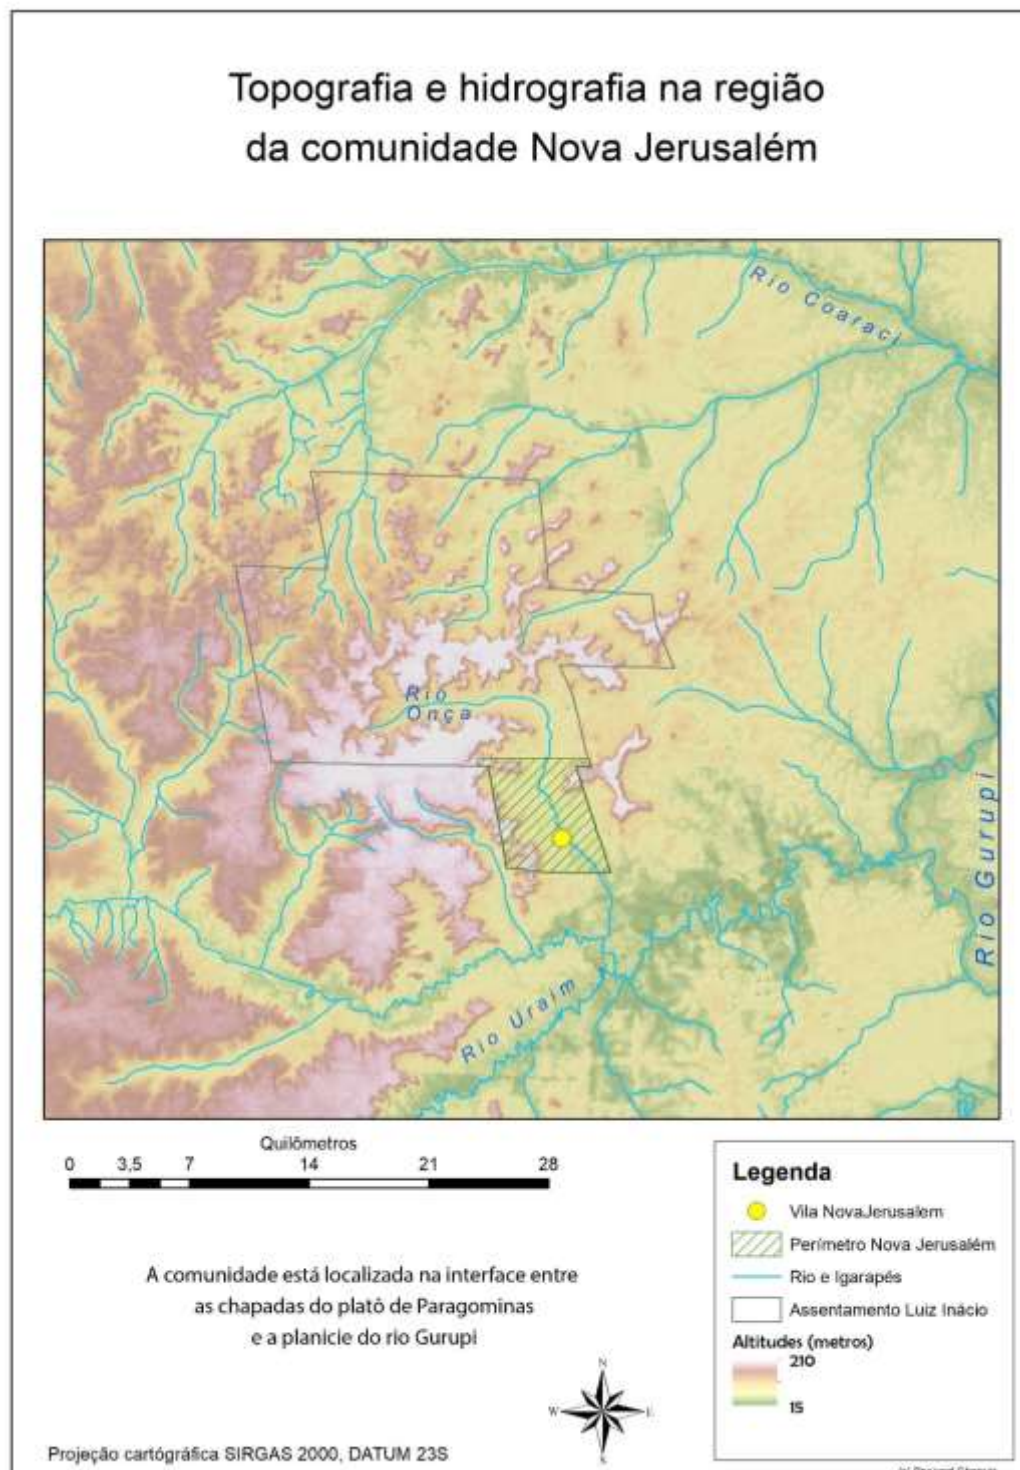 Topografia e hidrografia na região
da comunidade Nova Jerusalém
Rio Coaraci
Rio
Onça
Rio Gurupi
Rio Uraim
Quilômetros
0 3,5 7 14 21 28
A comunidade está localizada na interface entre
as chapadas do platô de Paragominas
e a planicie do rio Gurupi
Legenda
Vila NovaJerusalem
Perímetro Nova Jerusalém
Rio e Igarapés
Assentamento Luiz Inácio
Altitudes (metros)
210
15
N
W E
S
Projeção cartógráfica SIRGAS 2000, DATUM 23S